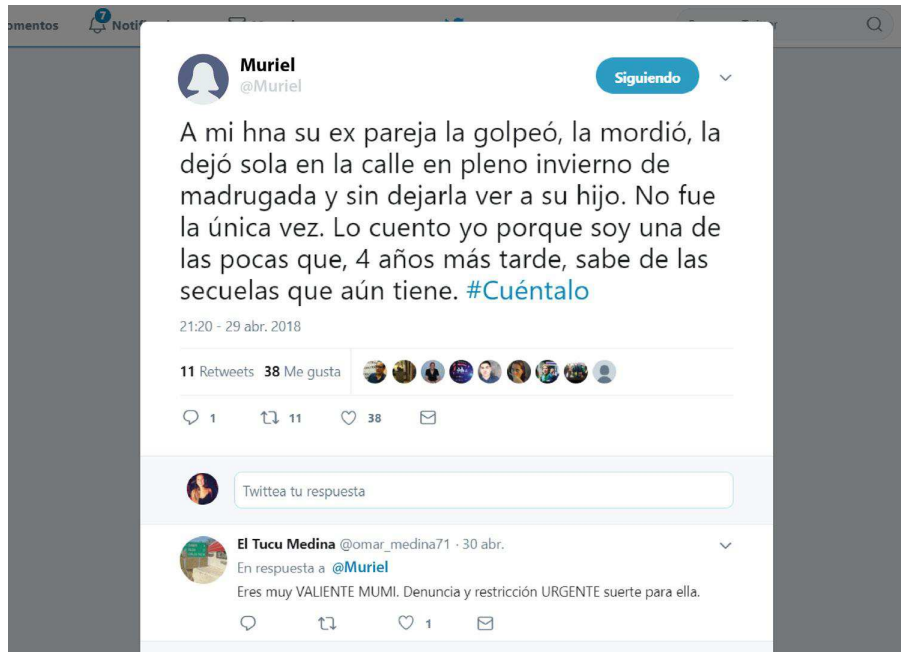 omentos
7
Notif
Muriel
@Muriel
Siguiendo
A mi hna su ex pareja la golpeó, la mordió, la
dejó sola en la calle en pleno invierno de
madrugada y sin dejarla ver a su hijo. No fue
la única vez. Lo cuento yo porque soy una de
las pocas que, 4 años más tarde, sabe de las
secuelas que aún tiene. #Cuéntalo
21:20 - 29 abr. 2018
11 Retweets 38 Me gusta
1 11 38
Twittea tu respuesta
El Tucu Medina @omar_medina71 · 30 abr.
En respuesta a @Muriel
Eres muy VALIENTE MUMI. Denuncia y restricción URGENTE suerte para ella.
1